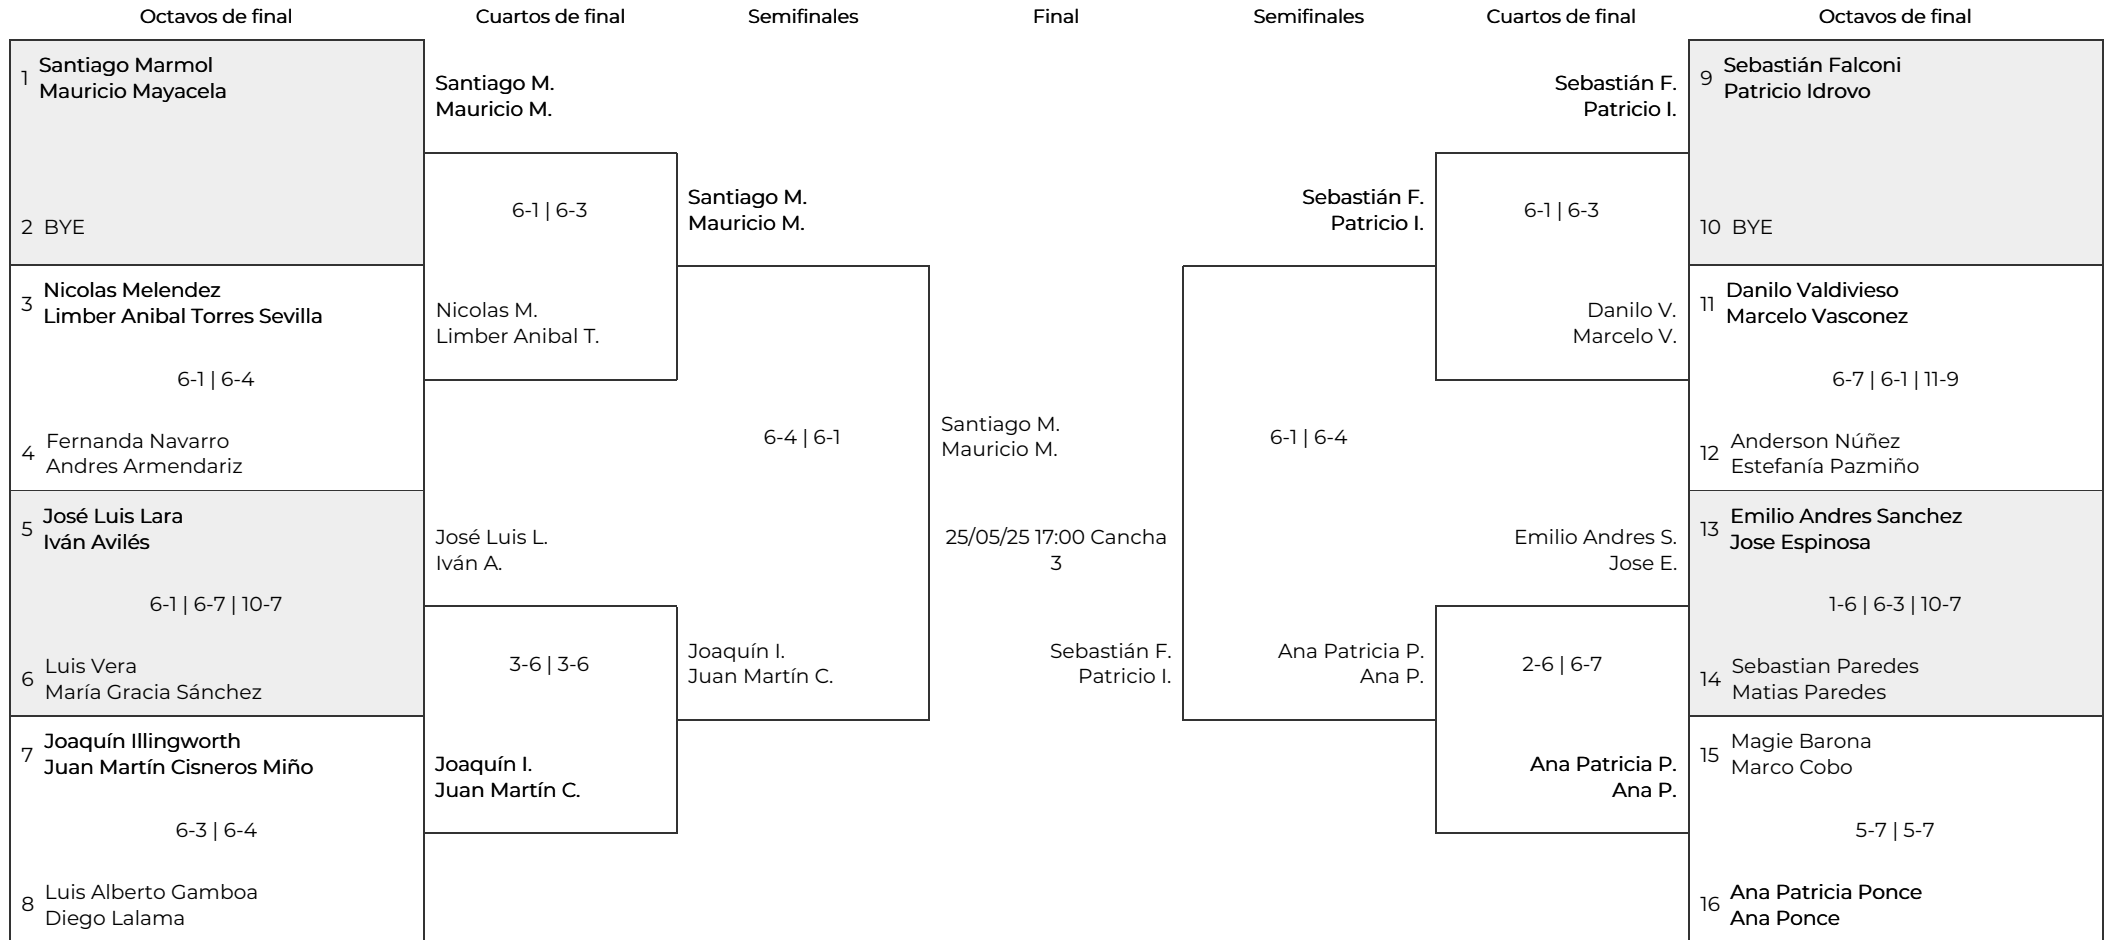 Octavos de final
Cuartos de final
Semifinales
Final
Semifinales
Cuartos de final
Octavos de final
1 Santiago Marmol
Mauricio Mayacela
2 BYE
3 Nicolas Melendez
Limber Anibal Torres Sevilla
6-1 | 6-4
4 Fernanda Navarro
Andres Armendariz
5 José Luis Lara
Iván Avilés
6-1 | 6-7 | 10-7
6 Luis Vera
María Gracia Sánchez
7 Joaquín Illingworth
Juan Martín Cisneros Miño
6-3 | 6-4
8 Luis Alberto Gamboa
Diego Lalama
Santiago M.
Mauricio M.
6-1 | 6-3
Nicolas M.
Limber Anibal T.
José Luis L.
Iván A.
3-6 | 3-6
Joaquín I.
Juan Martín C.
Santiago M.
Mauricio M.
6-4 | 6-1
Joaquín I.
Juan Martín C.
Santiago M.
Mauricio M.
25/05/25 17:00 Cancha
3
Sebastián F.
Patricio I.
Sebastián F.
Patricio I.
6-1 | 6-4
Ana Patricia P.
Ana P.
Sebastián F.
Patricio I.
6-1 | 6-3
Danilo V.
Marcelo V.
Emilio Andres S.
Jose E.
2-6 | 6-7
Ana Patricia P.
Ana P.
9 Sebastián Falconi
Patricio Idrovo
10 BYE
11 Danilo Valdivieso
Marcelo Vasconez
6-7 | 6-1 | 11-9
12 Anderson Núñez
Estefanía Pazmiño
13 Emilio Andres Sanchez
Jose Espinosa
1-6 | 6-3 | 10-7
14 Sebastian Paredes
Matias Paredes
15 Magie Barona
Marco Cobo
5-7 | 5-7
16 Ana Patricia Ponce
Ana Ponce